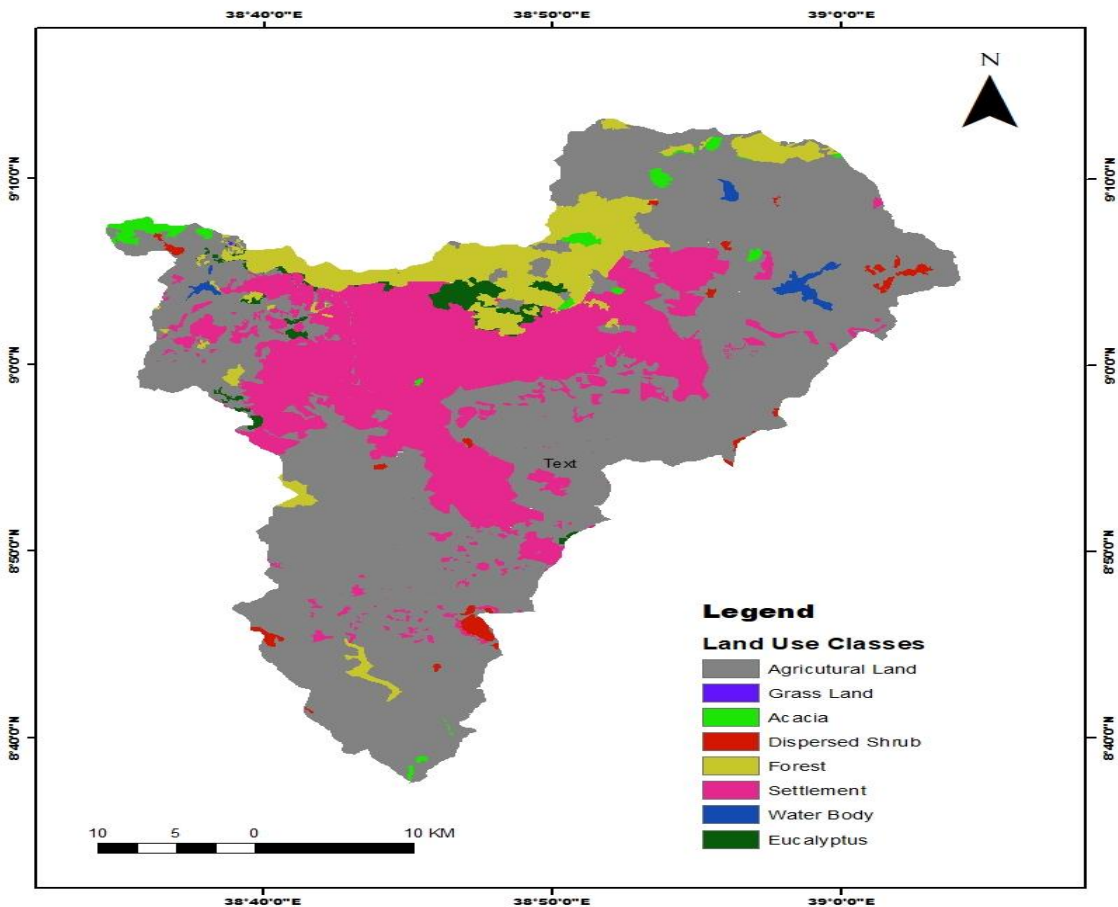 38°40'0"E 38°50'0"E 39°0'0"E
N
9°10'0"N 9°10'0"N
9°0'0"N 9°0'0"N
Text
8°50'0"N 8°50'0"N
Legend
Land Use Classes
Agricutural Land
Grass Land
Acacia
Dispersed Shrub
Forest
Settlement
Water Body
Eucalyptus
8°40'0"N 8°40'0"N
10 5 0 10 KM
38°40'0"E 38°50'0"E 39°0'0"E